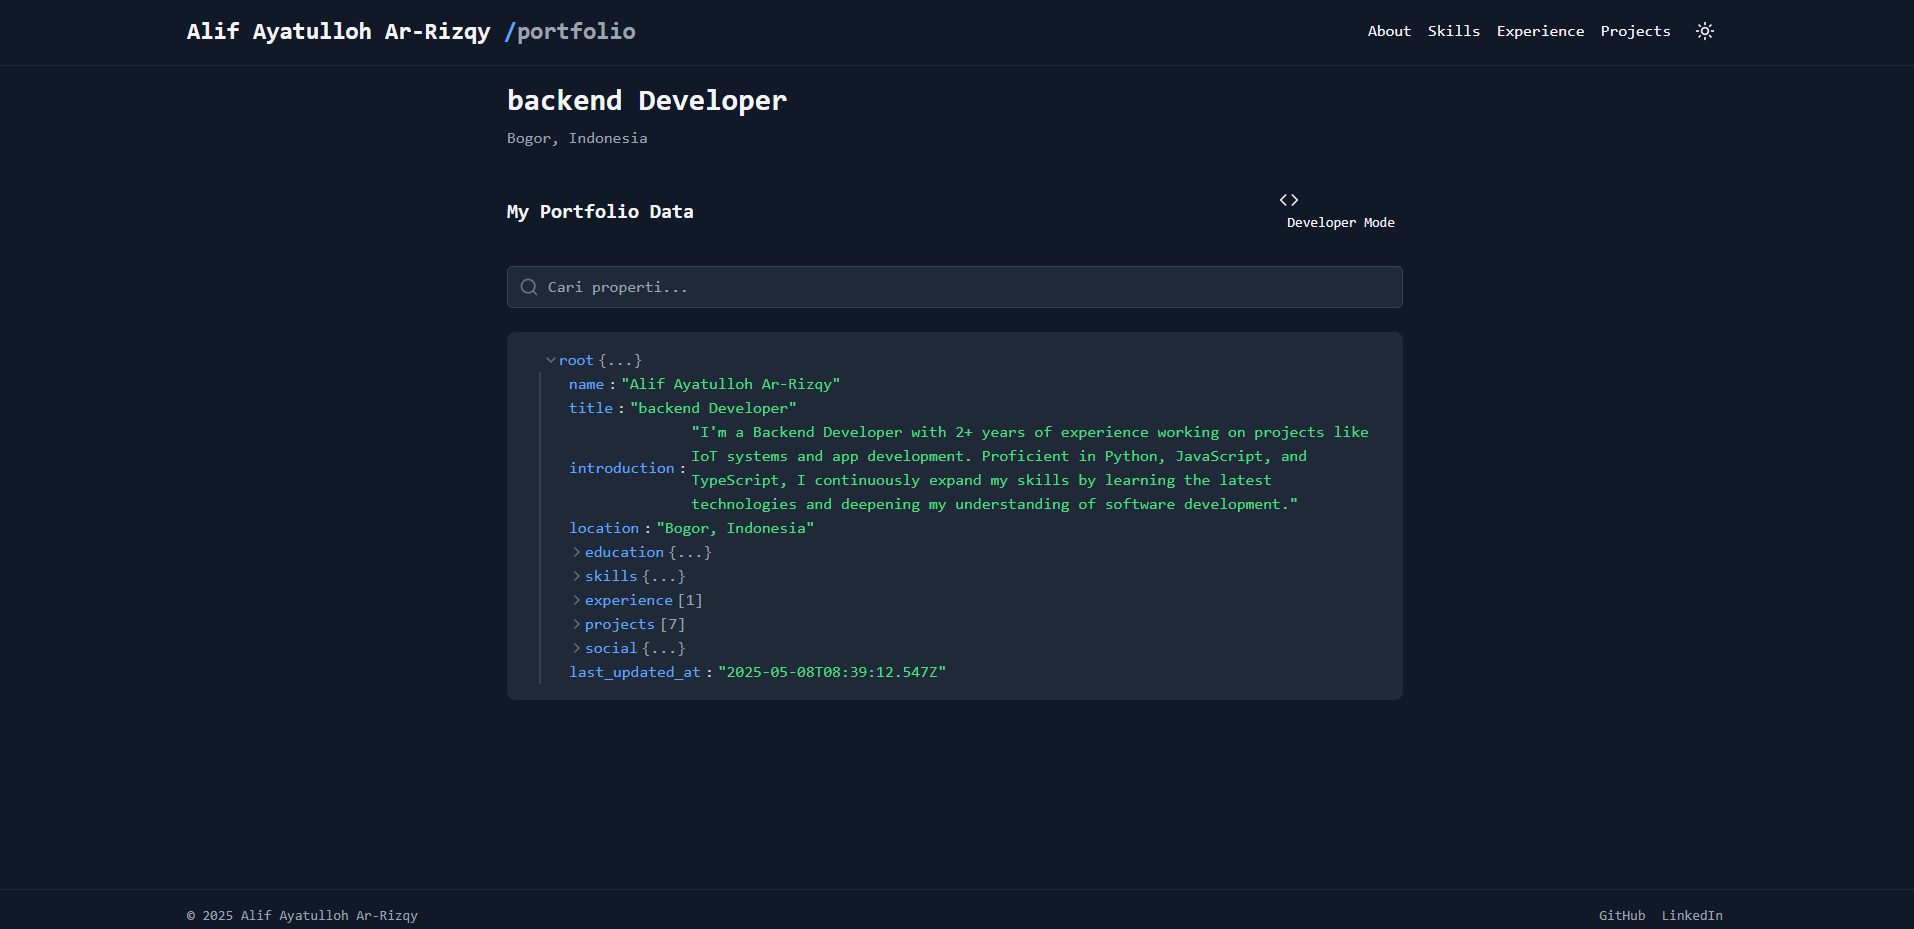 Alif Ayatulloh Ar-Rizqy /portfolio
About Skills Experience Projects
backend Developer
Bogor, Indonesia
My Portfolio Data
Developer Mode
Cari properti...
root {...}
name : "Alif Ayatulloh Ar-Rizqy"
title : "backend Developer"
introduction : "I'm a Backend Developer with 2+ years of experience working on projects like
IoT systems and app development. Proficient in Python, JavaScript, and
TypeScript, I continuously expand my skills by learning the latest
technologies and deepening my understanding of software development."
location : "Bogor, Indonesia"
education {...}
skills {...}
experience [1]
projects [7]
social {...}
last_updated_at : "2025-05-08T08:39:12.547Z"
© 2025 Alif Ayatulloh Ar-Rizqy
GitHub LinkedIn